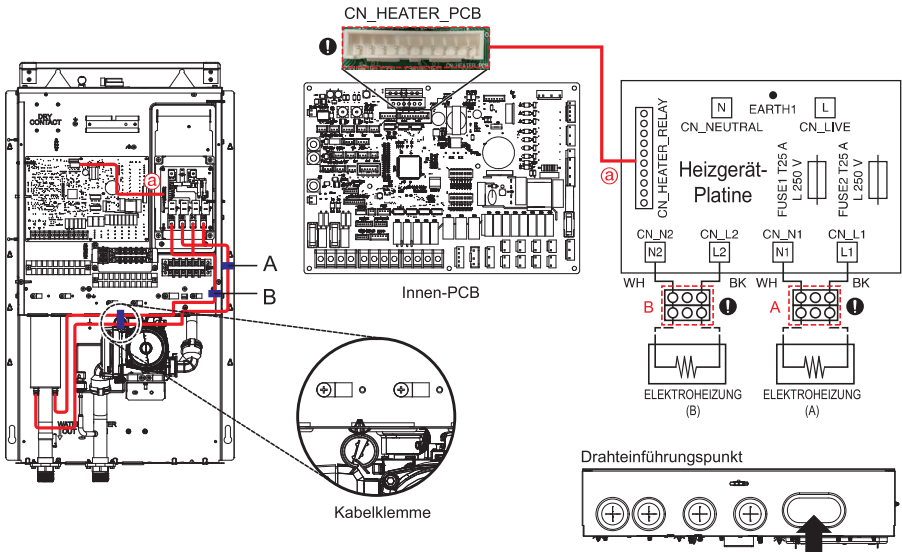 CN_HEATER_PCB
DRY
CONTACT
a
A
B
WATER
OUT
Innen-PCB
Kabelklemme
a
CN_HEATER_RELAY
N
EARTH1
L
CN_NEUTRAL
CN_LIVE
Heizgerät-
Platine
FUSE1 T25 A
L 250 V
FUSE2 T25 A
L 250 V
CN_N2
CN_L2
CN_N1
CN_L1
N2
L2
N1
L1
WH
BK
WH
BK
B
A
ELEKTROHEIZUNG
(B)
ELEKTROHEIZUNG
(A)
Drahteinführungspunkt